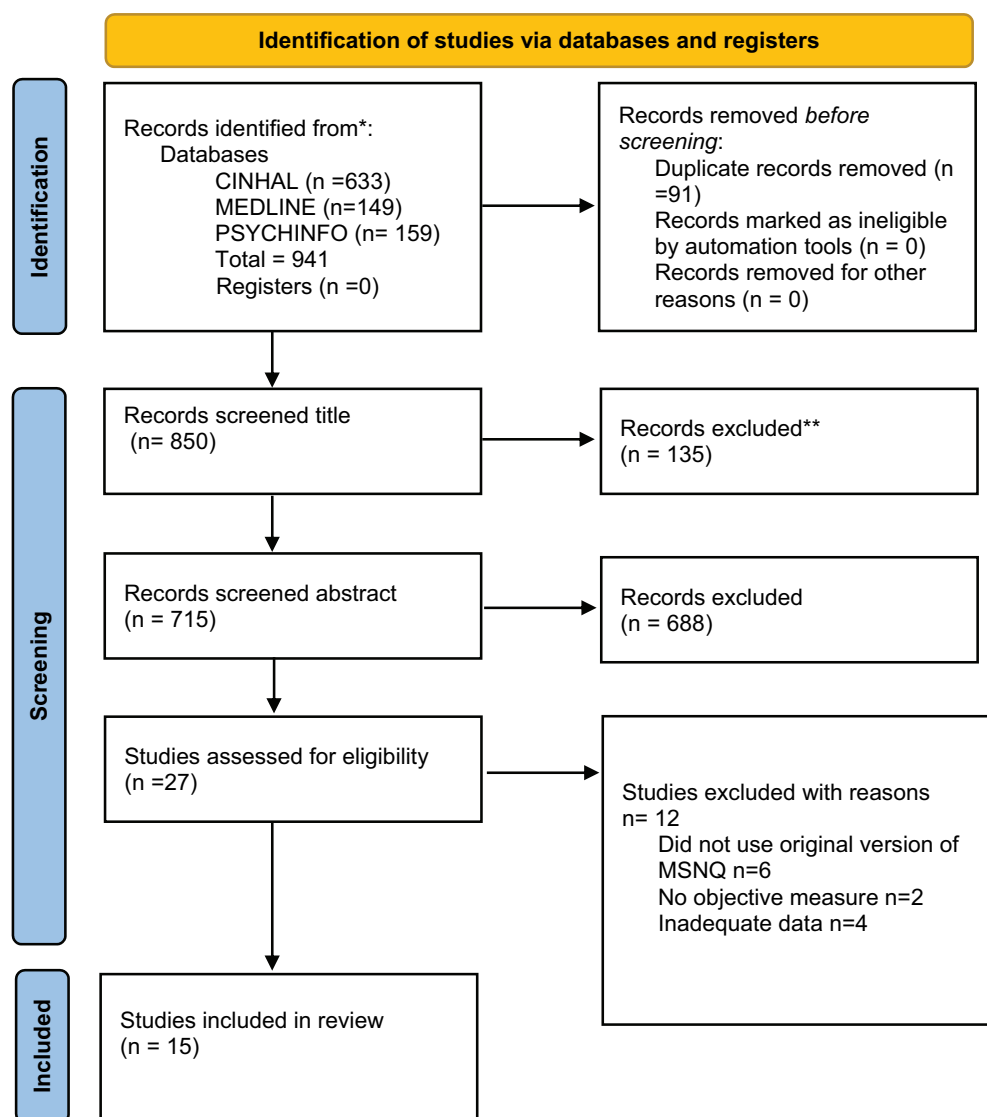 Identification of studies via databases and registers
Identification
Records identified from*:
Databases
CINHAL (n =633)
MEDLINE (n=149)
PSYCHINFO (n= 159)
Total = 941
Registers (n =0)
Records removed before
screening:
Duplicate records removed (n
=91)
Records marked as ineligible
by automation tools (n = 0)
Records removed for other
reasons (n = 0)
Screening
Records screened title
(n= 850)
Records excluded**
(n = 135)
Records screened abstract
(n = 715)
Records excluded
(n = 688)
Studies assessed for eligibility
(n =27)
Studies excluded with reasons
n= 12
Did not use original version of
MSNQ n=6
No objective measure n=2
Inadequate data n=4
Included
Studies included in review
(n = 15)